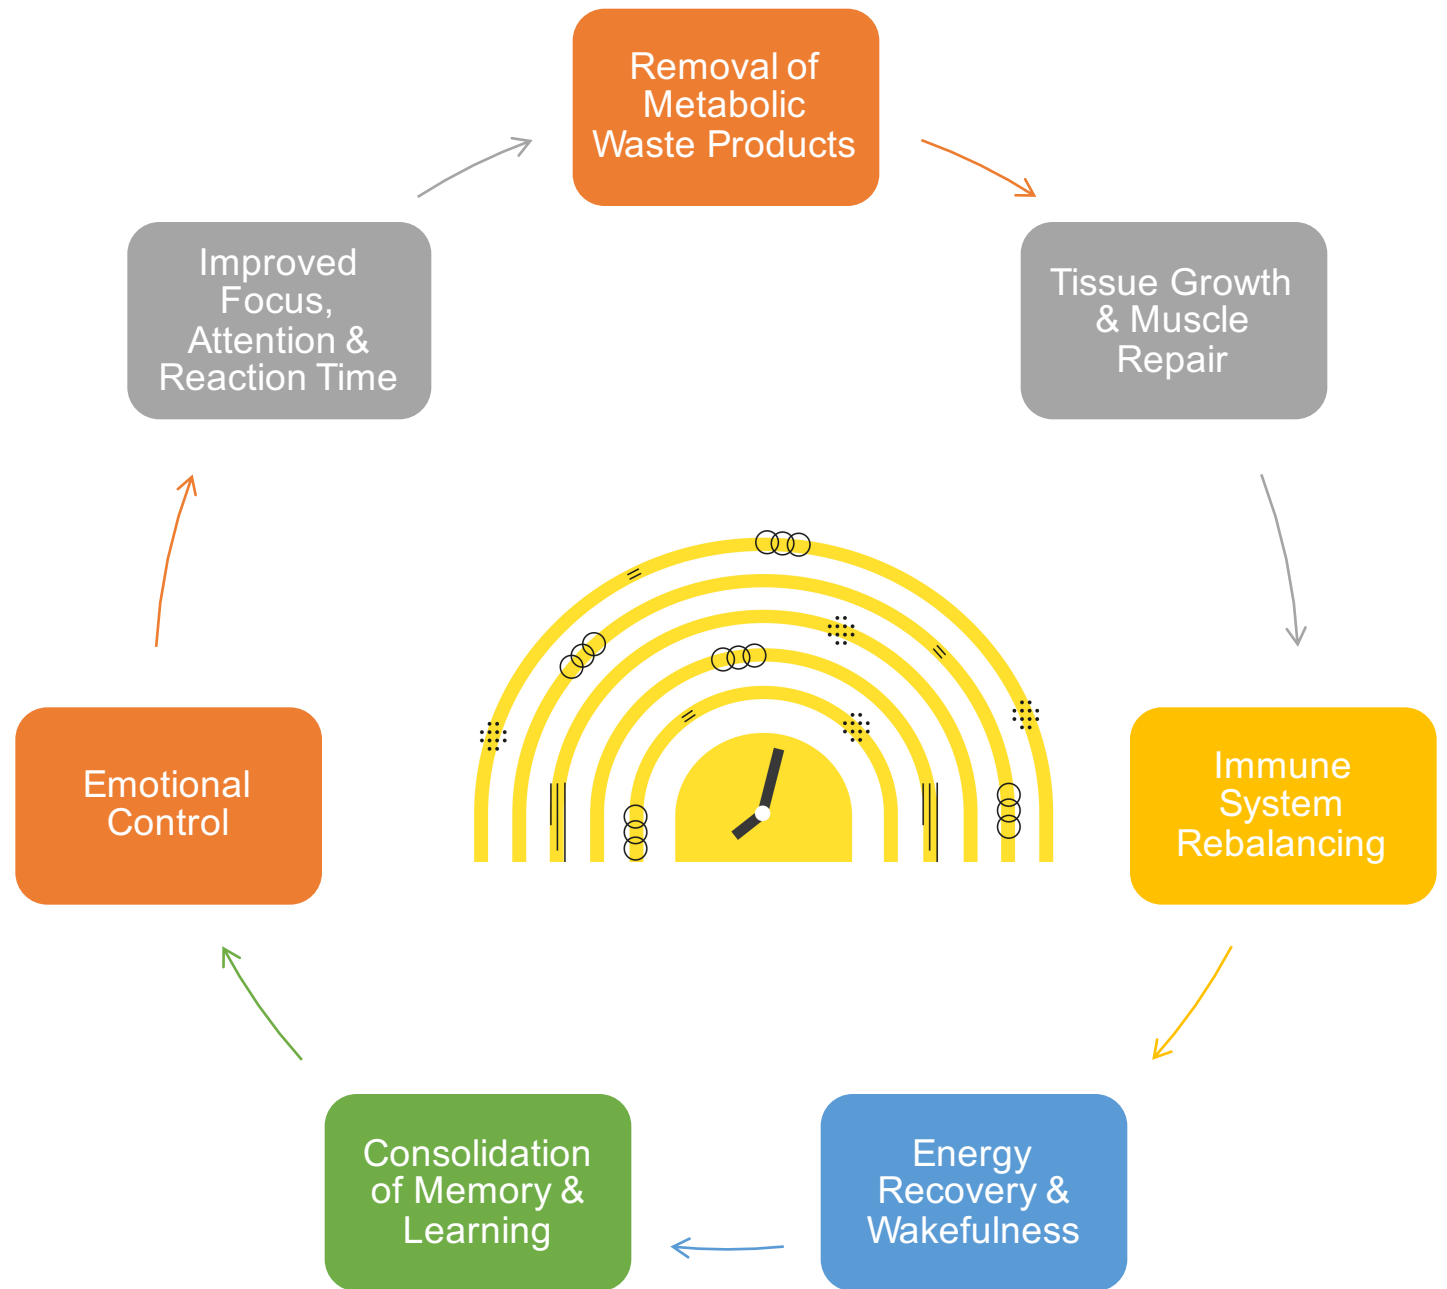 Removal of
Metabolic
Waste Products
Tissue Growth
& Muscle
Repair
Immune
System
Rebalancing
Energy
Recovery &
Wakefulness
Consolidation
of Memory &
Learning
Emotional
Control
Improved
Focus,
Attention &
Reaction Time